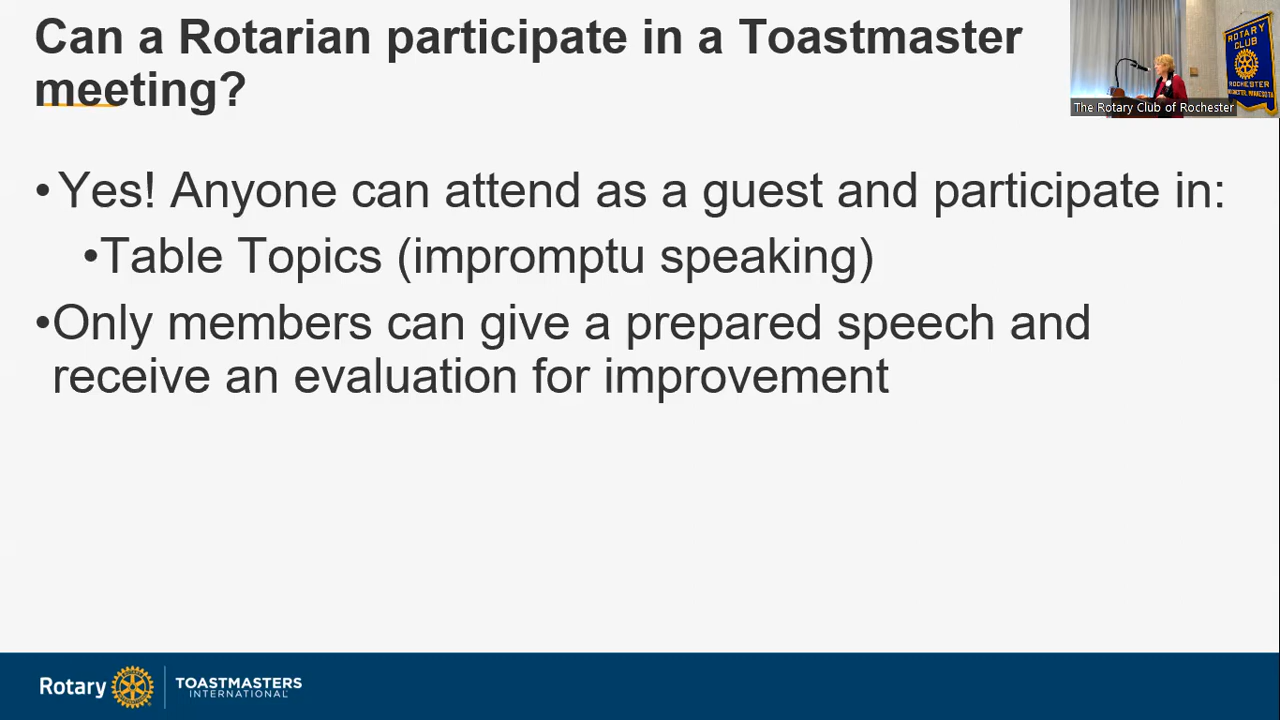 Can a Rotarian participate in a Toastmaster
meeting?
ROTARY
CLUB
ROCHESTER
The Rotary Club of Rochester
•Yes! Anyone can attend as a guest and participate in:
•Table Topics (impromptu speaking)
•Only members can give a prepared speech and
receive an evaluation for improvement
Rotary
TOASTMASTERS
INTERNATIONAL